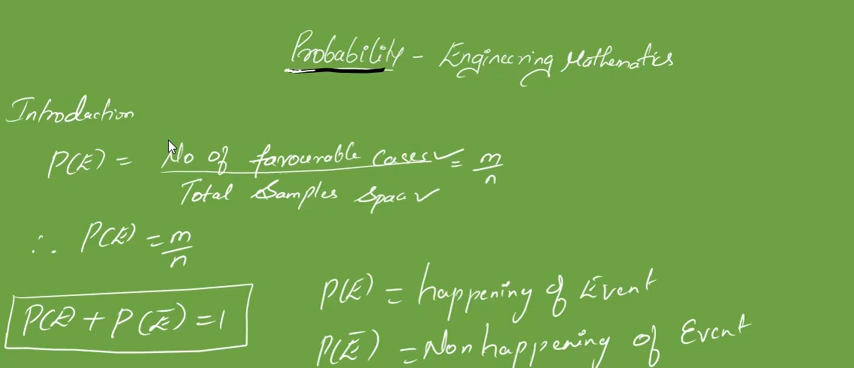 Probability - Engineering Mathematics
Introduction
P(E) = No of favourable cases / Total Samples Space = m/n
∴ P(E) = m/n
P(E) + P(Ē) = 1
P(E) = happening of Event
P(Ē) = Non happening of Event